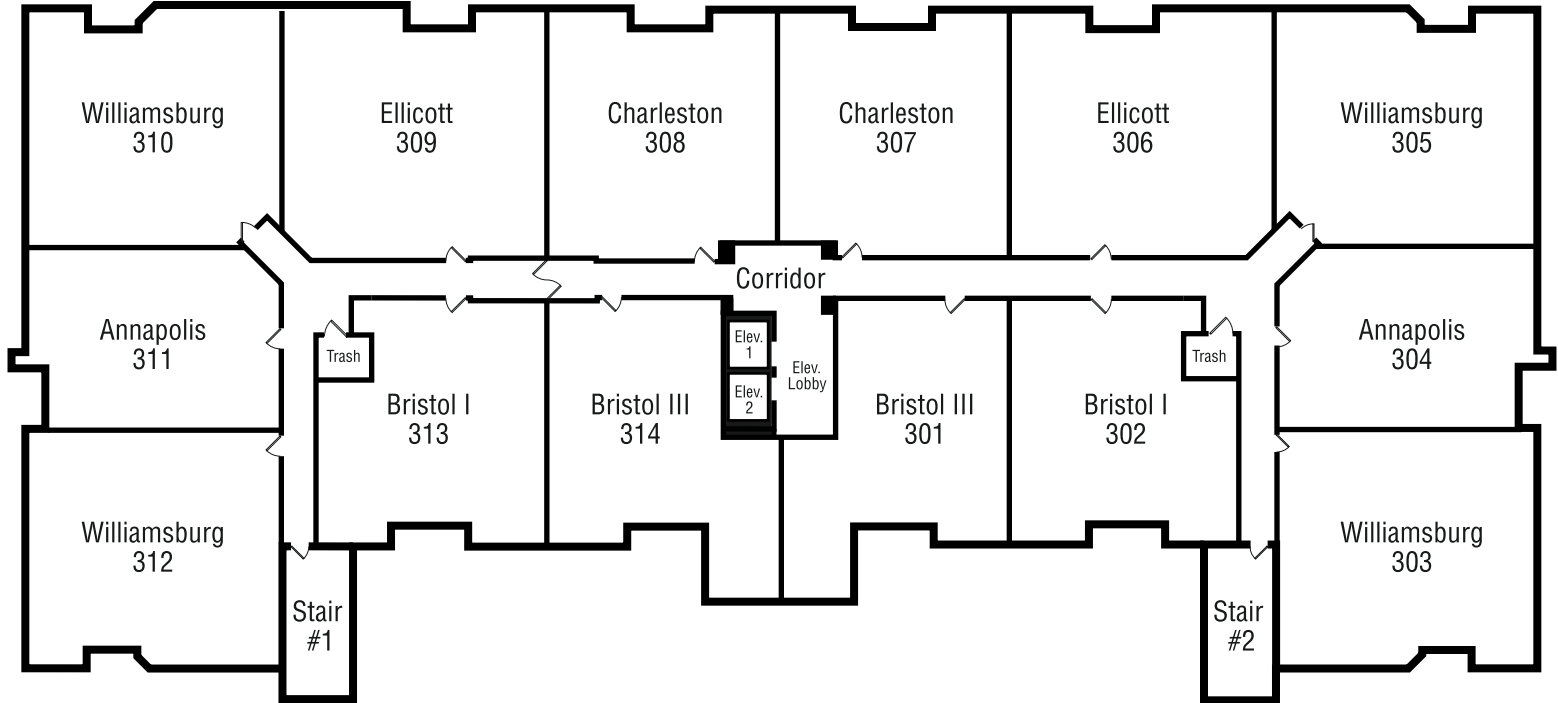 Williamsburg
310
Ellicott
309
Charleston
308
Charleston
307
Ellicott
306
Williamsburg
305
Corridor
Annapolis
311
Trash
Bristol I
313
Bristol III
314
Elev.
1
Elev.
2
Elev.
Lobby
Bristol III
301
Bristol I
302
Trash
Annapolis
304
Williamsburg
312
Stair
#1
Stair
#2
Williamsburg
303